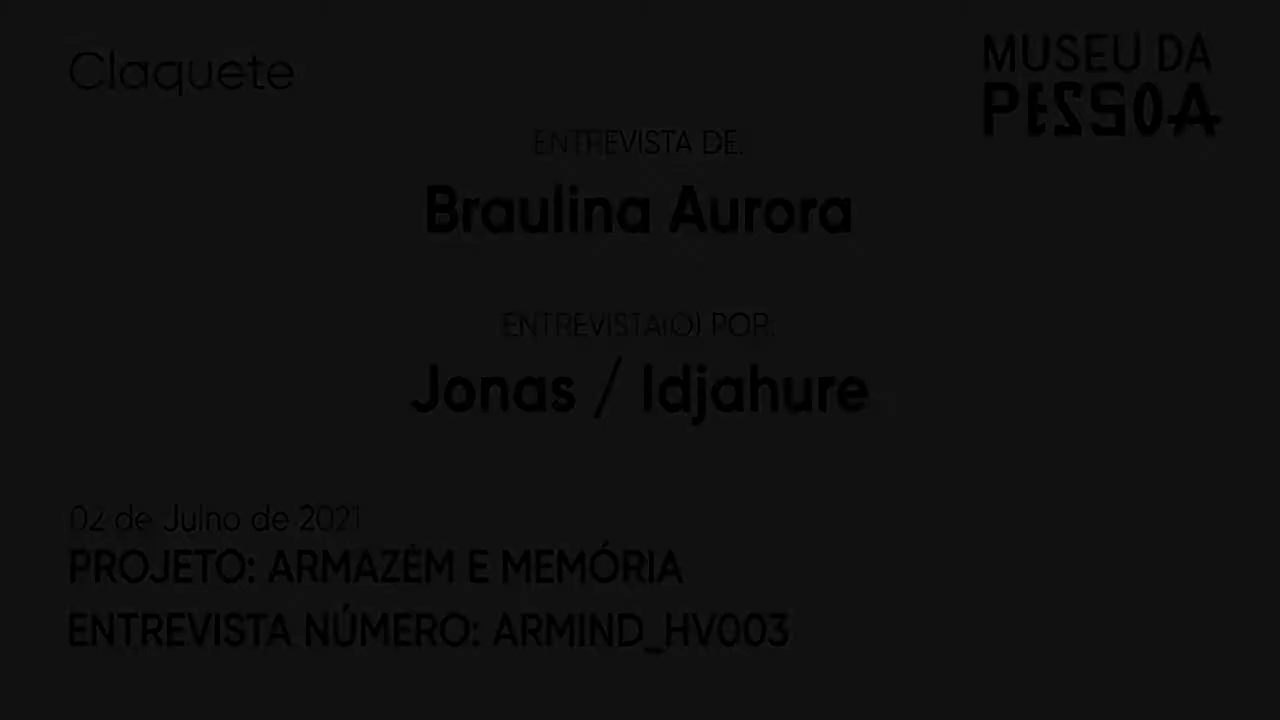 Claquete
MUSEU DA
PESSOA
ENTREVISTA DE:
Braulina Aurora
ENTREVISTA(O) POR:
Jonas / Idjahure
02 de Julho de 2021
PROJETO: ARMAZÉM E MEMÓRIA
ENTREVISTA NÚMERO: ARMIND_HV003